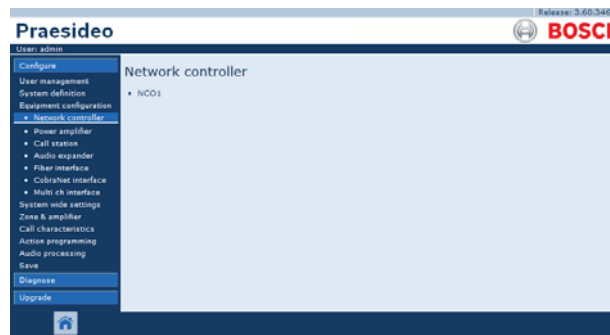 Release: 3.60.346
Praesideo
BOSCH
User: admin
Configure
User management
System definition
Equipment configuration
• Network controller
• Power amplifier
• Call station
• Audio expander
• Fiber interface
• CobraNet interface
• Multi ch interface
System wide settings
Zone & amplifier
Call characteristics
Action programming
Audio processing
Save
Diagnose
Upgrade
Network controller
• NCO1